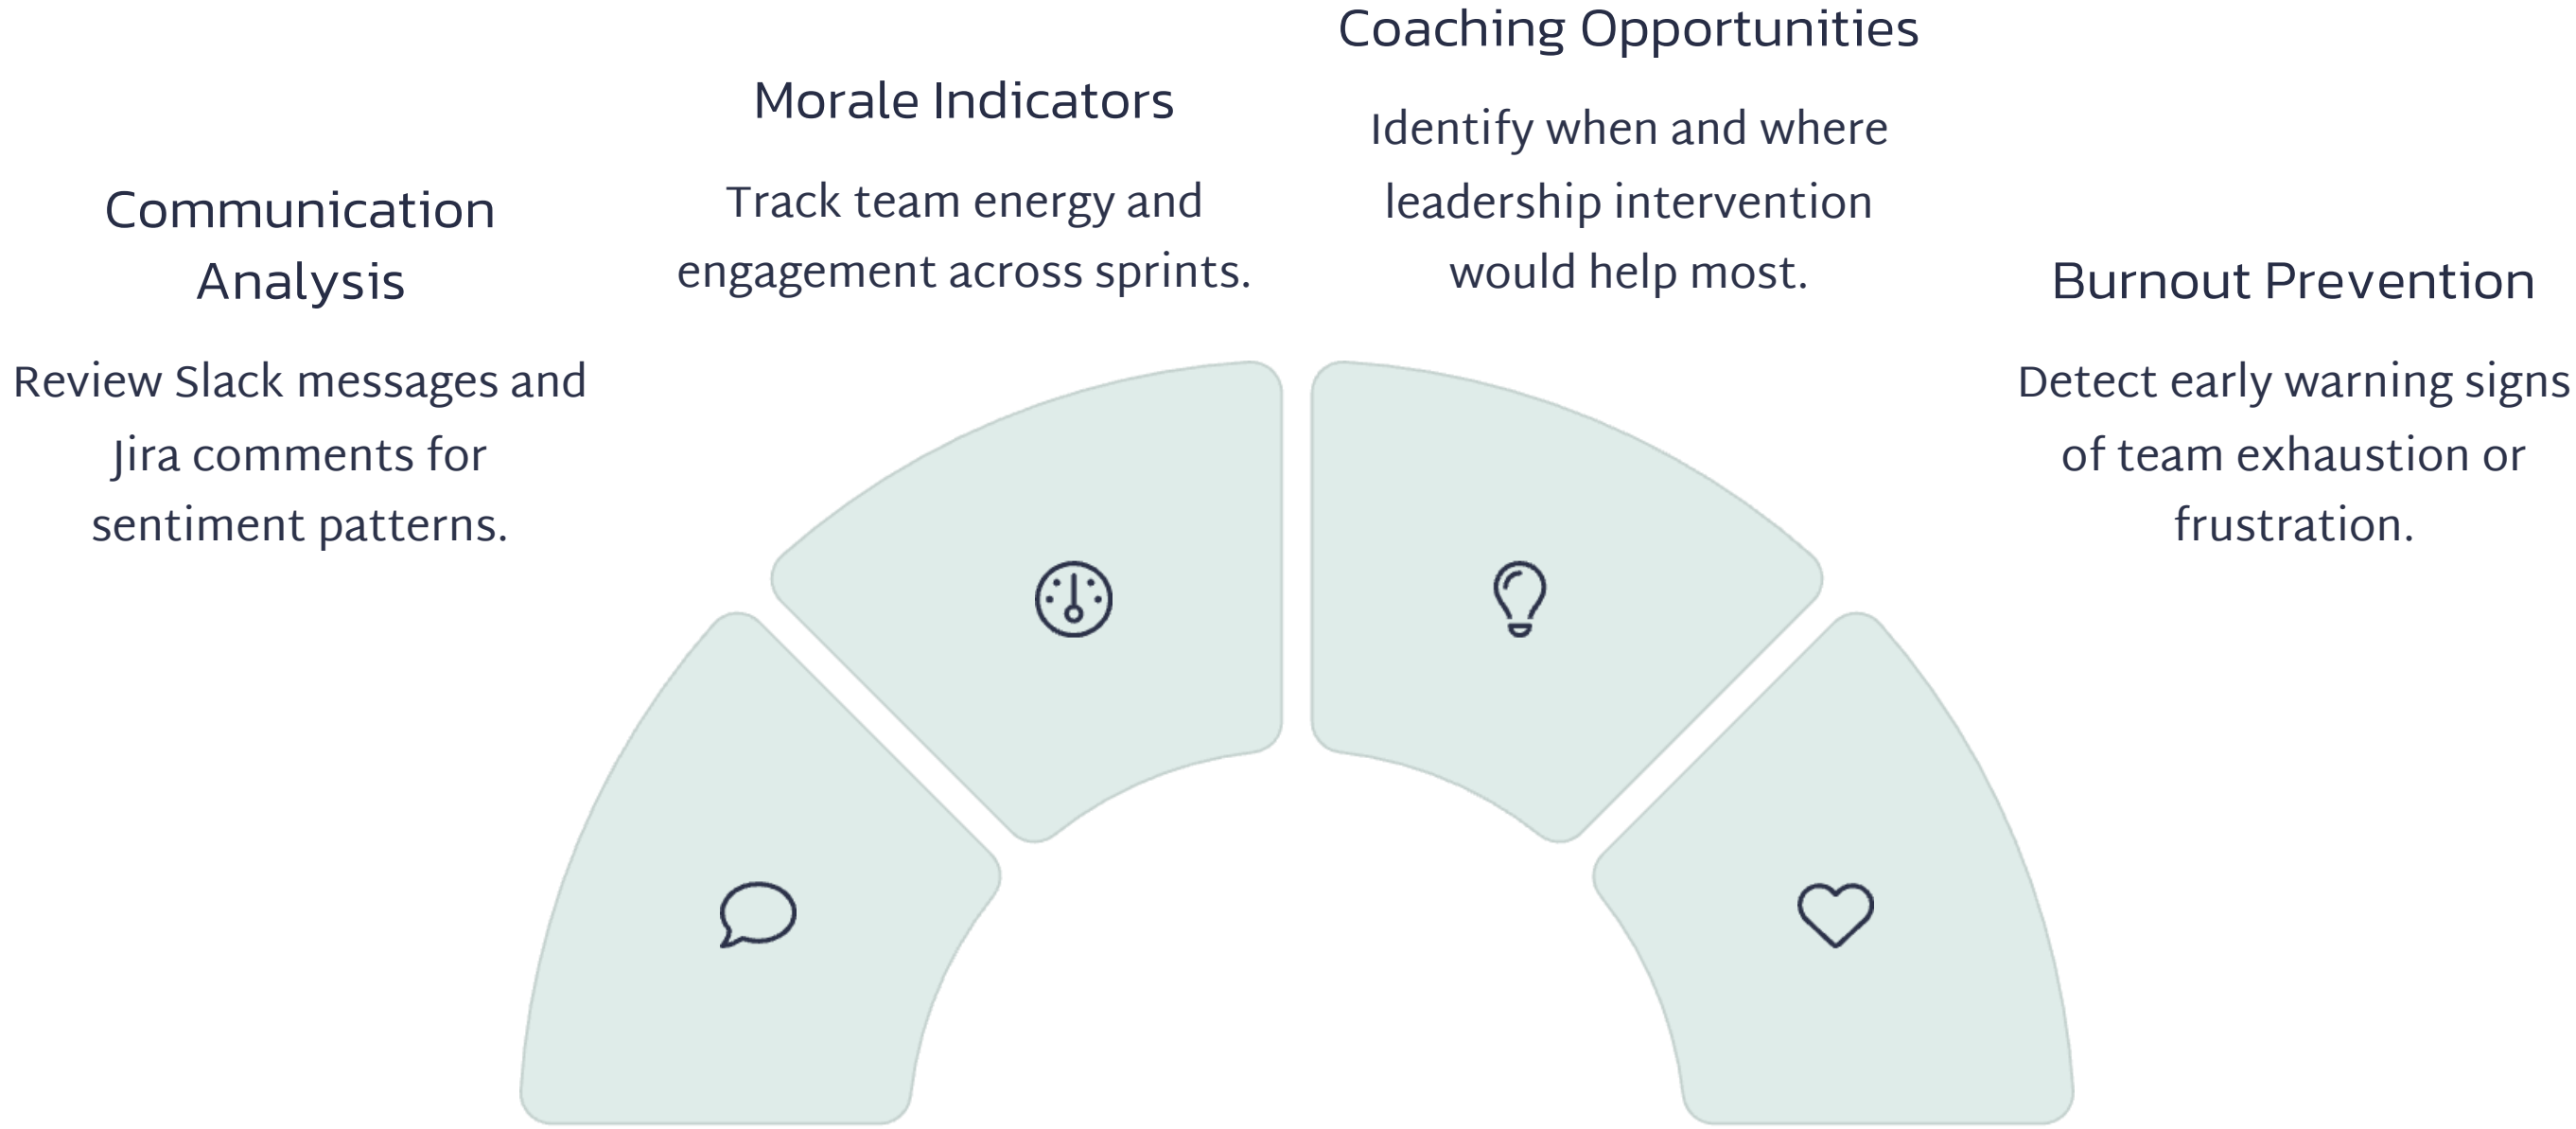 Communication
Analysis
Review Slack messages and
Jira comments for
sentiment patterns.
Morale Indicators
Track team energy and
engagement across sprints.
Coaching Opportunities
Identify when and where
leadership intervention
would help most.
Burnout Prevention
Detect early warning signs
of team exhaustion or
frustration.